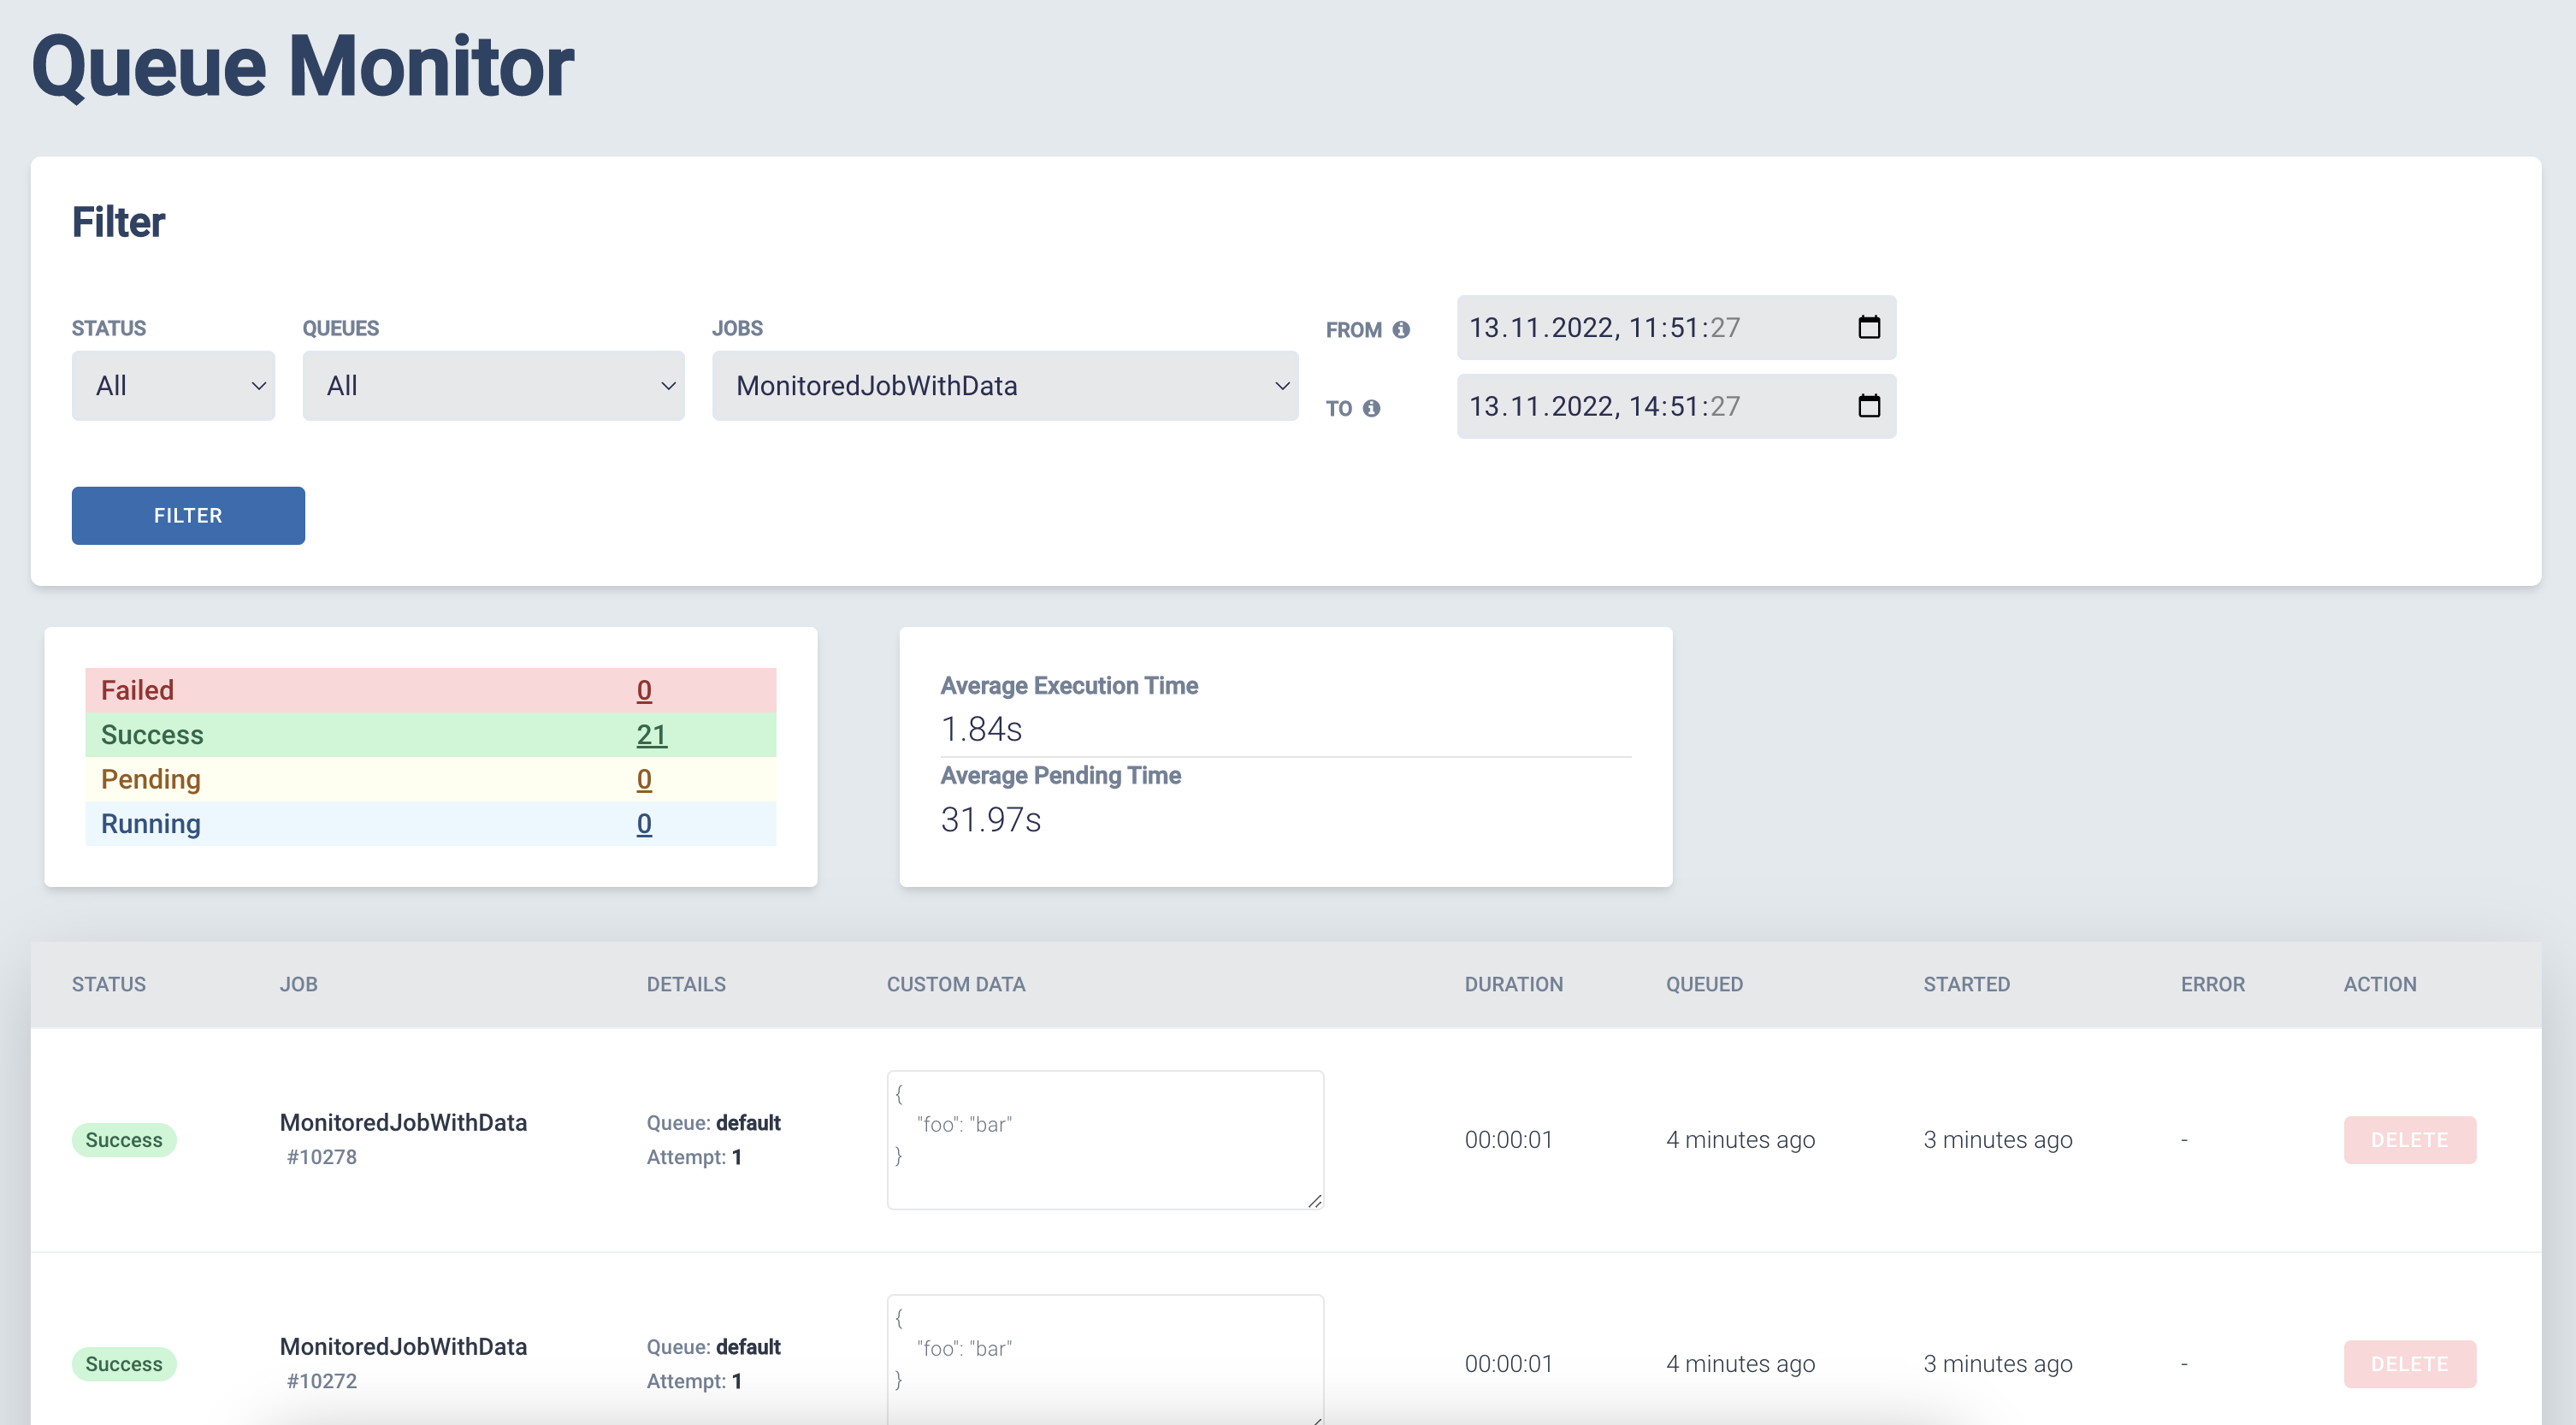 Queue Monitor
Filter
STATUS QUEUES JOBS FROM 13.11.2022, 11:51:27
All All MonitoredJobWithData TO 13.11.2022, 14:51:27
FILTER
Failed 0
Success 21
Pending 0
Running 0
Average Execution Time
1.84s
Average Pending Time
31.97s
STATUS JOB DETAILS CUSTOM DATA DURATION QUEUED STARTED ERROR ACTION
{
MonitoredJobWithData Queue: default "foo": "bar"
Success 00:00:01 4 minutes ago 3 minutes ago - DELETE
#10278 Attempt: 1 }
{
MonitoredJobWithData Queue: default "foo": "bar"
Success 00:00:01 4 minutes ago 3 minutes ago - DELETE
#10272 Attempt: 1 }